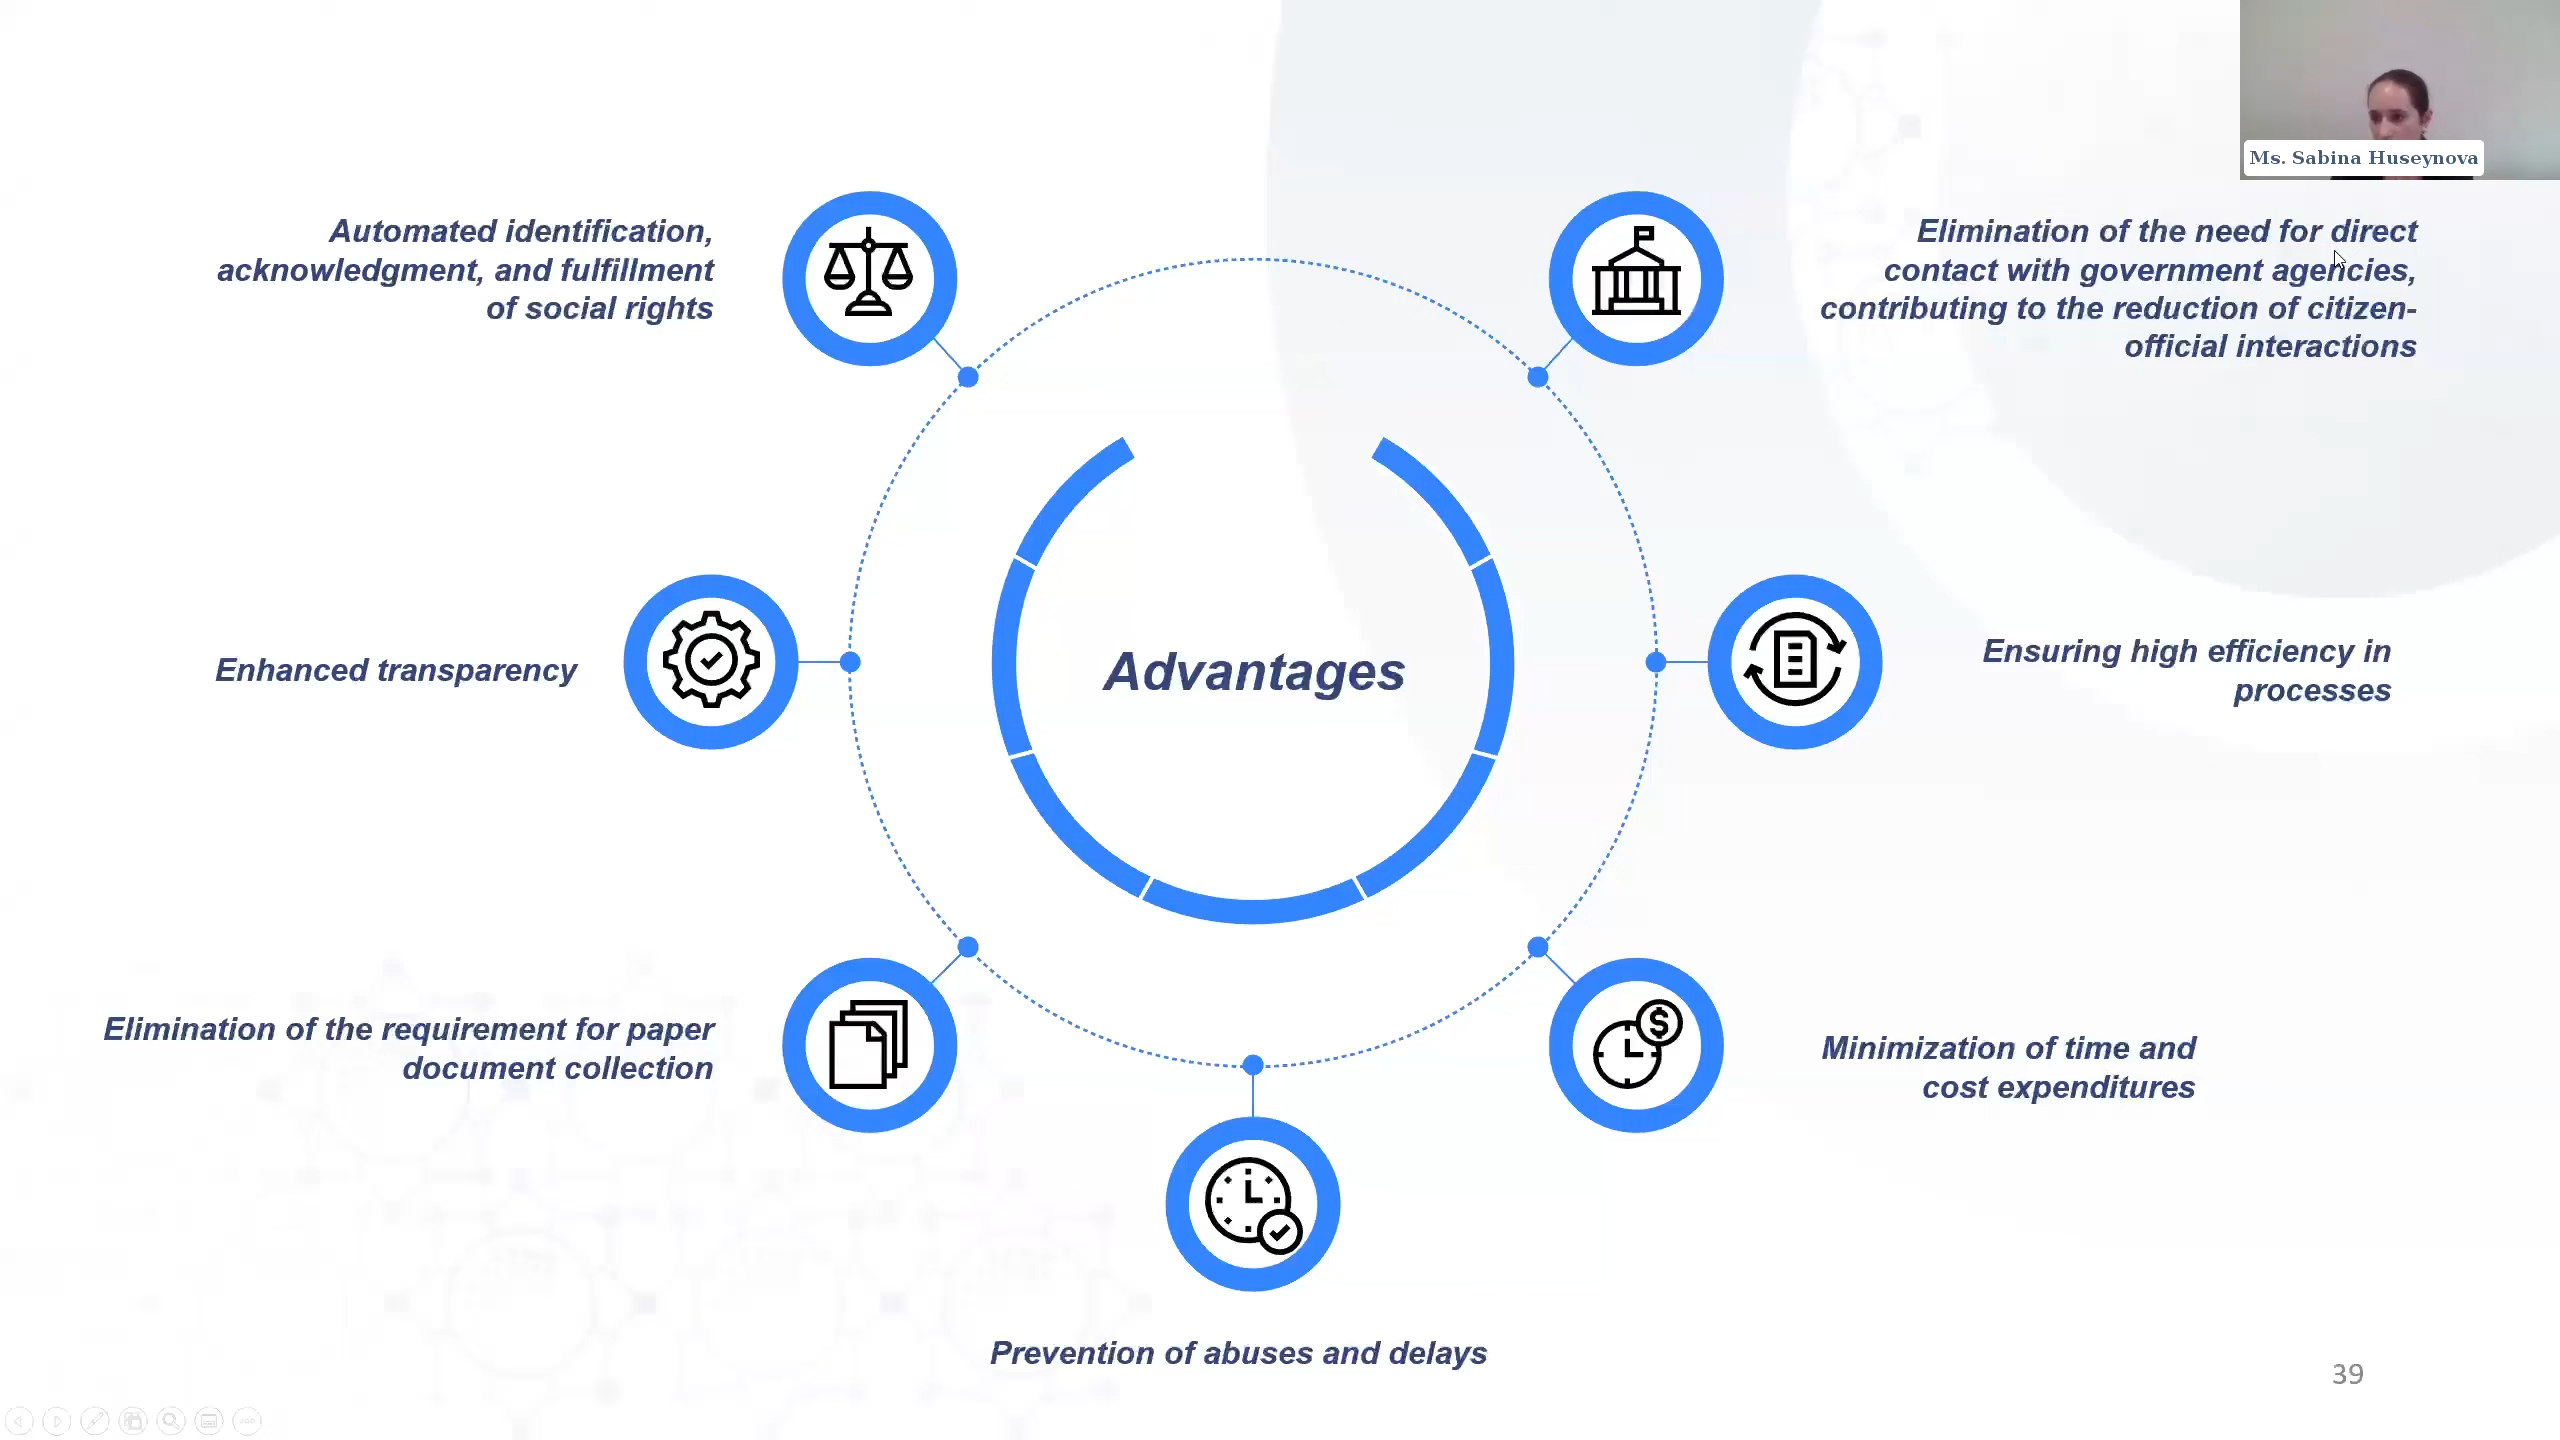 Ms. Sabina Huseynova
Automated identification,
acknowledgment, and fulfillment
of social rights
Elimination of the need for direct
contact with government agencies,
contributing to the reduction of citizen-
official interactions
Enhanced transparency
Advantages
Ensuring high efficiency in
processes
Elimination of the requirement for paper
document collection
$
Minimization of time and
cost expenditures
Prevention of abuses and delays
39